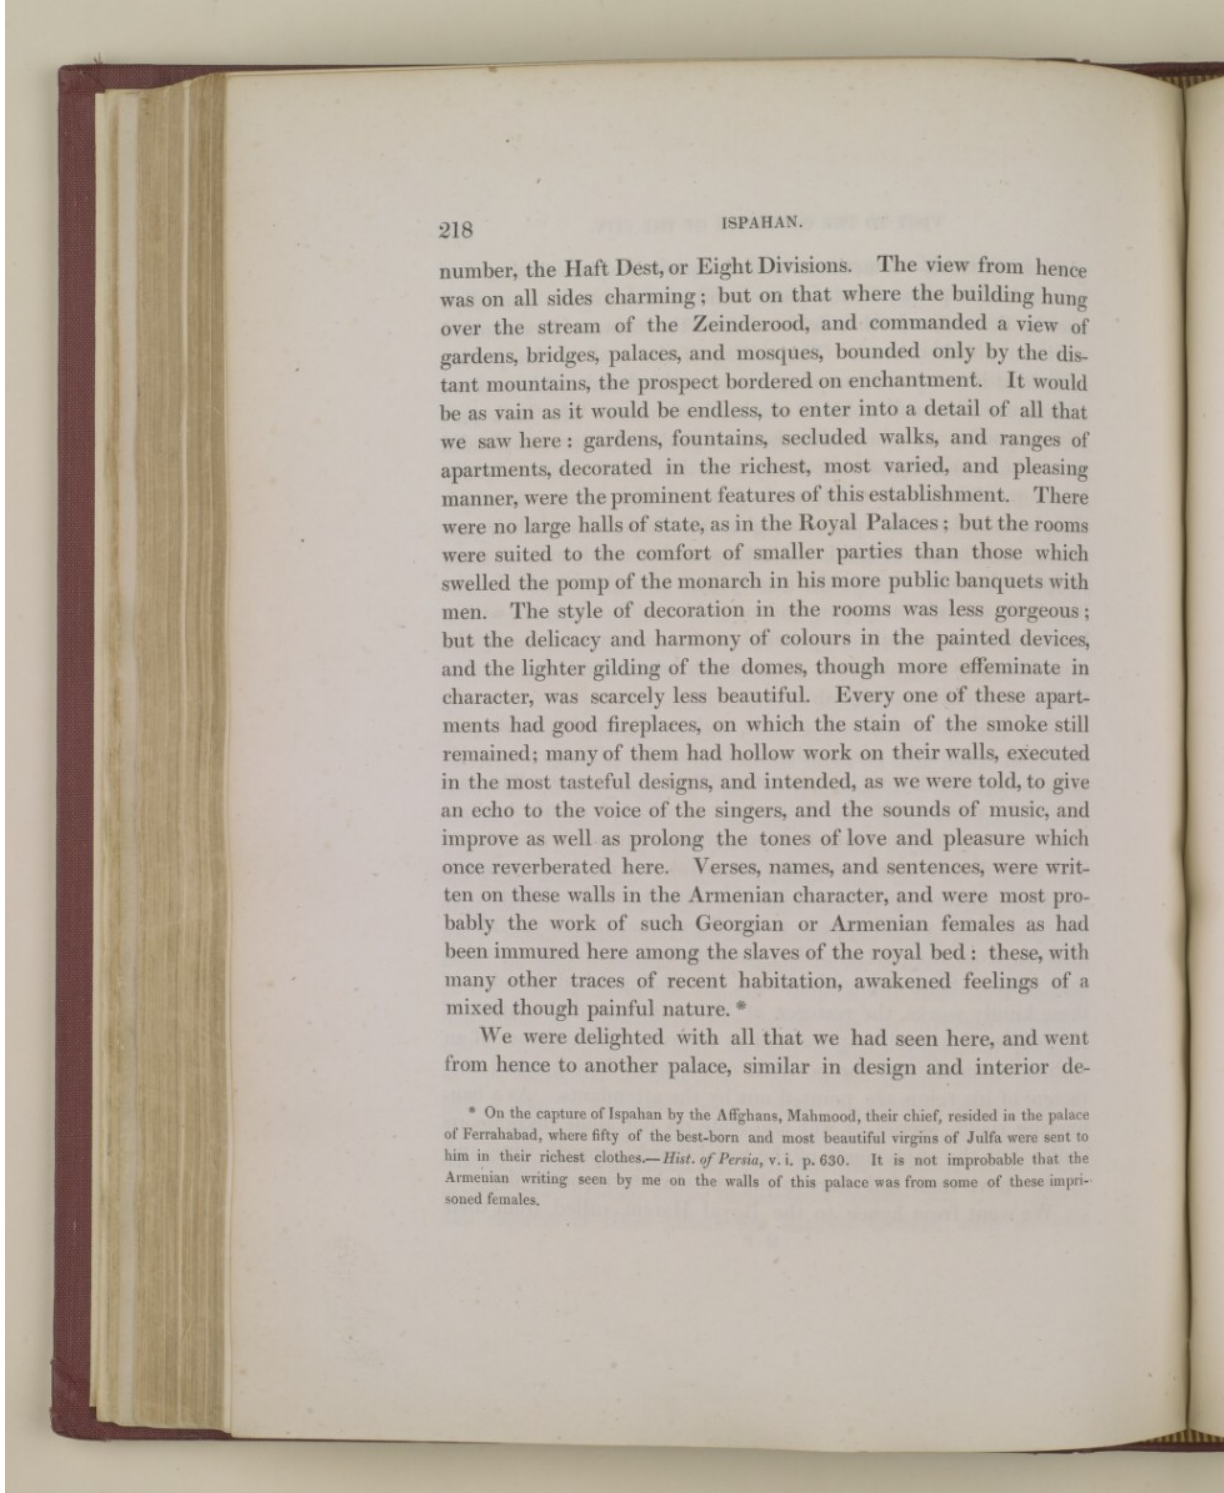 218
ISPAHAN.
number, the Haft Dest, or Eight Divisions. The view from hence
was on all sides charming; but on that where the building hung
over the stream of the Zeinderood, and commanded a view of
gardens, bridges, palaces, and mosques, bounded only by the dis-
tant mountains, the prospect bordered on enchantment. It would
be as vain as it would be endless, to enter into a detail of all that
we saw here: gardens, fountains, secluded walks, and ranges of
apartments, decorated in the richest, most varied, and pleasing
manner, were the prominent features of this establishment. There
were no large halls of state, as in the Royal Palaces; but the rooms
were suited to the comfort of smaller parties than those which
swelled the pomp of the monarch in his more public banquets with
men. The style of decoration in the rooms was less gorgeous;
but the delicacy and harmony of colours in the painted devices,
and the lighter gilding of the domes, though more effeminate in
character, was scarcely less beautiful. Every one of these apart-
ments had good fireplaces, on which the stain of the smoke still
remained; many of them had hollow work on their walls, executed
in the most tasteful designs, and intended, as we were told, to give
an echo to the voice of the singers, and the sounds of music, and
improve as well as prolong the tones of love and pleasure which
once reverberated here. Verses, names, and sentences, were writ-
ten on these walls in the Armenian character, and were most pro-
bably the work of such Georgian or Armenian females as had
been immured here among the slaves of the royal bed: these, with
many other traces of recent habitation, awakened feelings of a
mixed though painful nature.*
We were delighted with all that we had seen here, and went
from hence to another palace, similar in design and interior de-
* On the capture of Ispahan by the Affghans, Mahmood, their chief, resided in the palace
of Ferrahabad, where fifty of the best-born and most beautiful virgins of Julfa were sent to
him in their richest clothes.—Hist. of Persia, v. i. p. 630. It is not improbable that the
Armenian writing seen by me on the walls of this palace was from some of these impri-
soned females.